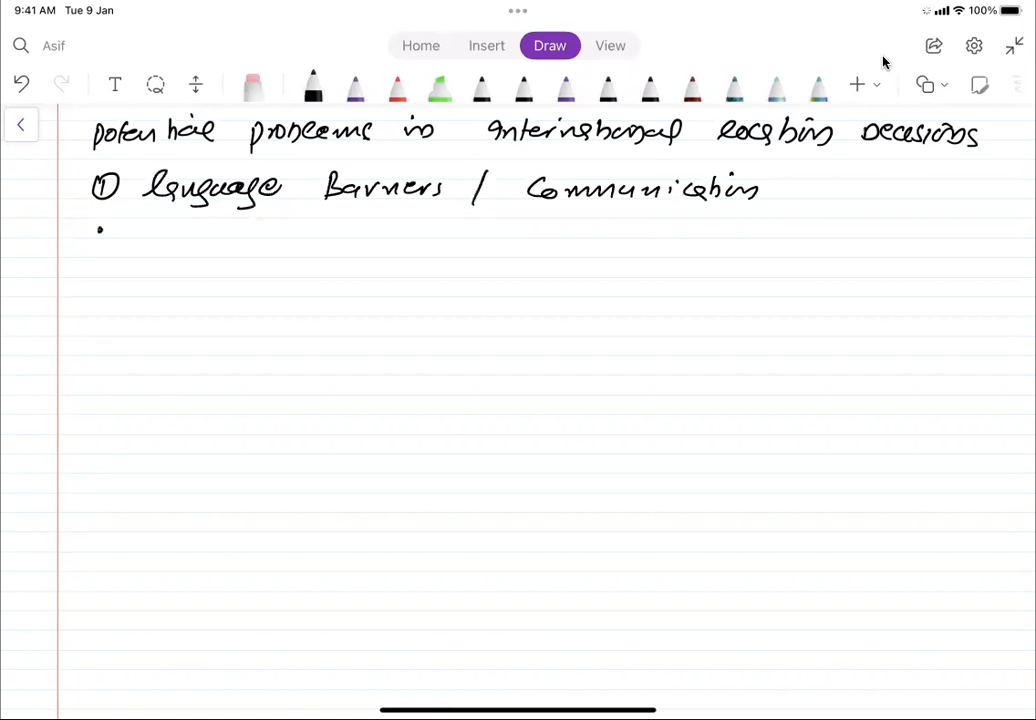 9:41 AM Tue 9 Jan 100%
Asif Home Insert Draw View
potential problems in International location Decisions
① language Barriers / Communication
•